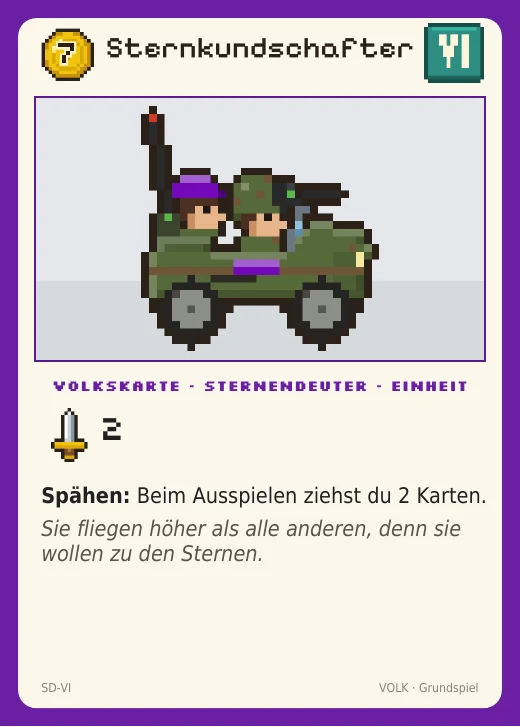 7 Sternkundschafter VI
VOLKSKARTE · STERNENDEUTER · EINHEIT
2
Spähen: Beim Ausspielen ziehst du 2 Karten.
Sie fliegen höher als alle anderen, denn sie
wollen zu den Sternen.
SD-VI VOLK · Grundspiel